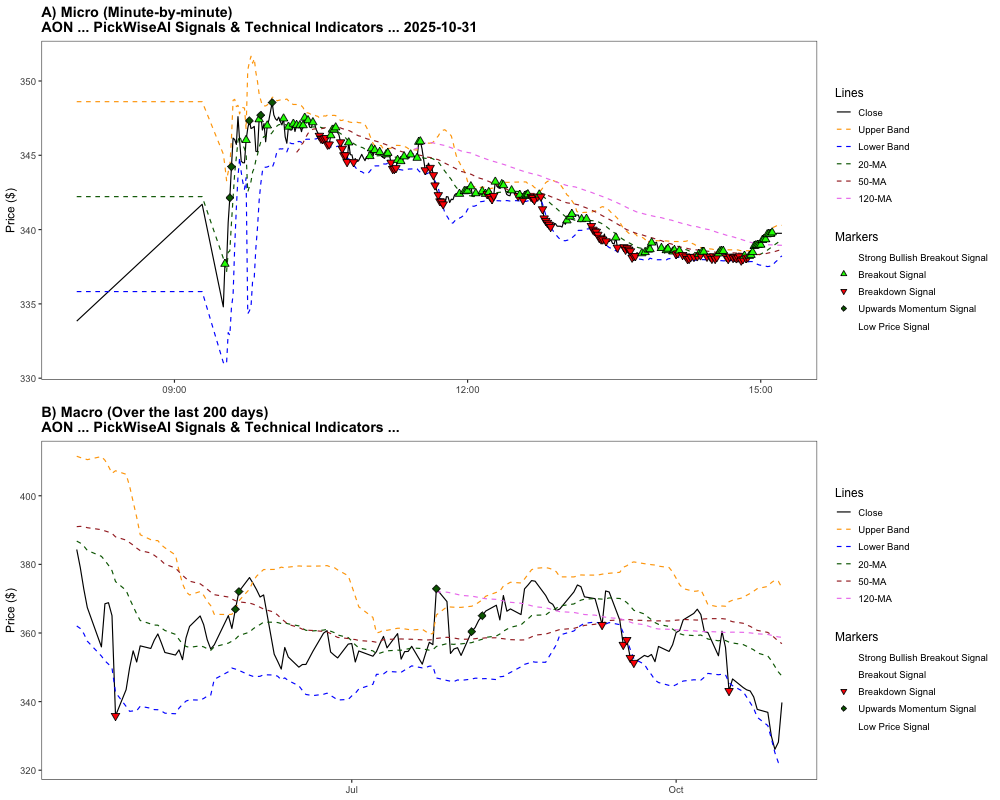 A) Micro (Minute-by-minute)
AON ... PickWiseAI Signals & Technical Indicators ... 2025-10-31
Price ($)
350
345
340
335
330
09:00
12:00
15:00
Lines
Close
Upper Band
Lower Band
20-MA
50-MA
120-MA
Markers
Strong Bullish Breakout Signal
Breakout Signal
Breakdown Signal
Upwards Momentum Signal
Low Price Signal
B) Macro (Over the last 200 days)
AON ... PickWiseAI Signals & Technical Indicators ...
Price ($)
400
380
360
340
320
Jul
Oct
Lines
Close
Upper Band
Lower Band
20-MA
50-MA
120-MA
Markers
Strong Bullish Breakout Signal
Breakout Signal
Breakdown Signal
Upwards Momentum Signal
Low Price Signal